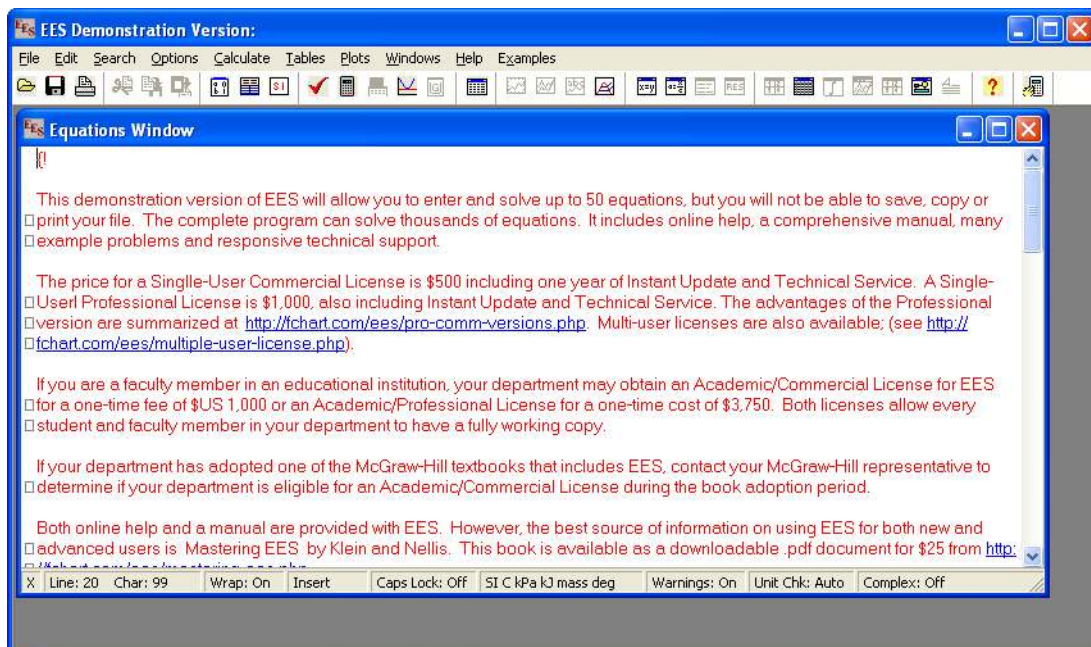 EES Demonstration Version:
File Edit Search Options Calculate Tables Plots Windows Help Examples
SI x=y RES ?
EES Equations Window
{!
This demonstration version of EES will allow you to enter and solve up to 50 equations, but you will not be able to save, copy or
print your file. The complete program can solve thousands of equations. It includes online help, a comprehensive manual, many
example problems and responsive technical support.
The price for a Singlle-User Commercial License is $500 including one year of Instant Update and Technical Service. A Single-
Userl Professional License is $1,000, also including Instant Update and Technical Service. The advantages of the Professional
version are summarized at http://fchart.com/ees/pro-comm-versions.php. Multi-user licenses are also available; (see http://
fchart.com/ees/multiple-user-license.php).
If you are a faculty member in an educational institution, your department may obtain an Academic/Commercial License for EES
for a one-time fee of $US 1,000 or an Academic/Professional License for a one-time cost of $3,750. Both licenses allow every
student and faculty member in your department to have a fully working copy.
If your department has adopted one of the McGraw-Hill textbooks that includes EES, contact your McGraw-Hill representative to
determine if your department is eligible for an Academic/Commercial License during the book adoption period.
Both online help and a manual are provided with EES. However, the best source of information on using EES for both new and
advanced users is Mastering EES by Klein and Nellis. This book is available as a downloadable .pdf document for $25 from http:
X Line: 20 Char: 99 Wrap: On Insert Caps Lock: Off SI C kPa kJ mass deg Warnings: On Unit Chk: Auto Complex: Off